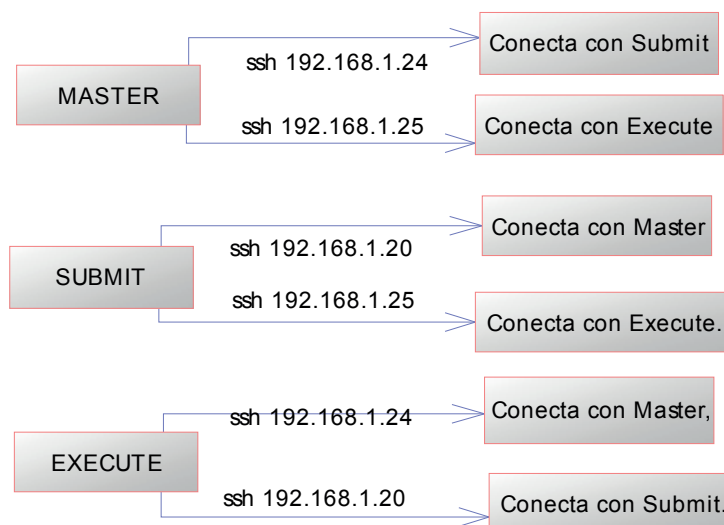 Conecta con Submit
ssh 192.168.1.24
MASTER
ssh 192.168.1.25
Conecta con Execute
Conecta con Master
ssh 192.168.1.20
SUBMIT
ssh 192.168.1.25
Conecta con Execute.
Conecta con Master,
ssh 192.168.1.24
EXECUTE
ssh 192.168.1.20
Conecta con Submit.